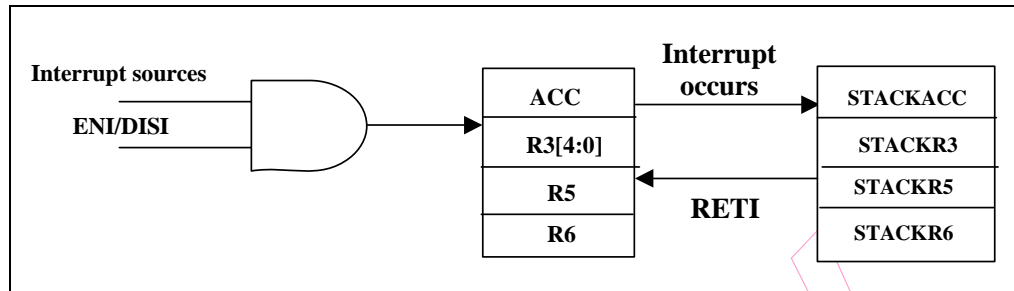 Interrupt sources
ENI/DISI
ACC
R3[4:0]
R5
R6
Interrupt
occurs
RETI
STACKACC
STACKR3
STACKR5
STACKR6